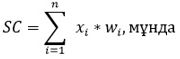 SC = ∑_{i=1}^{n} x_i * w_i, мұнда